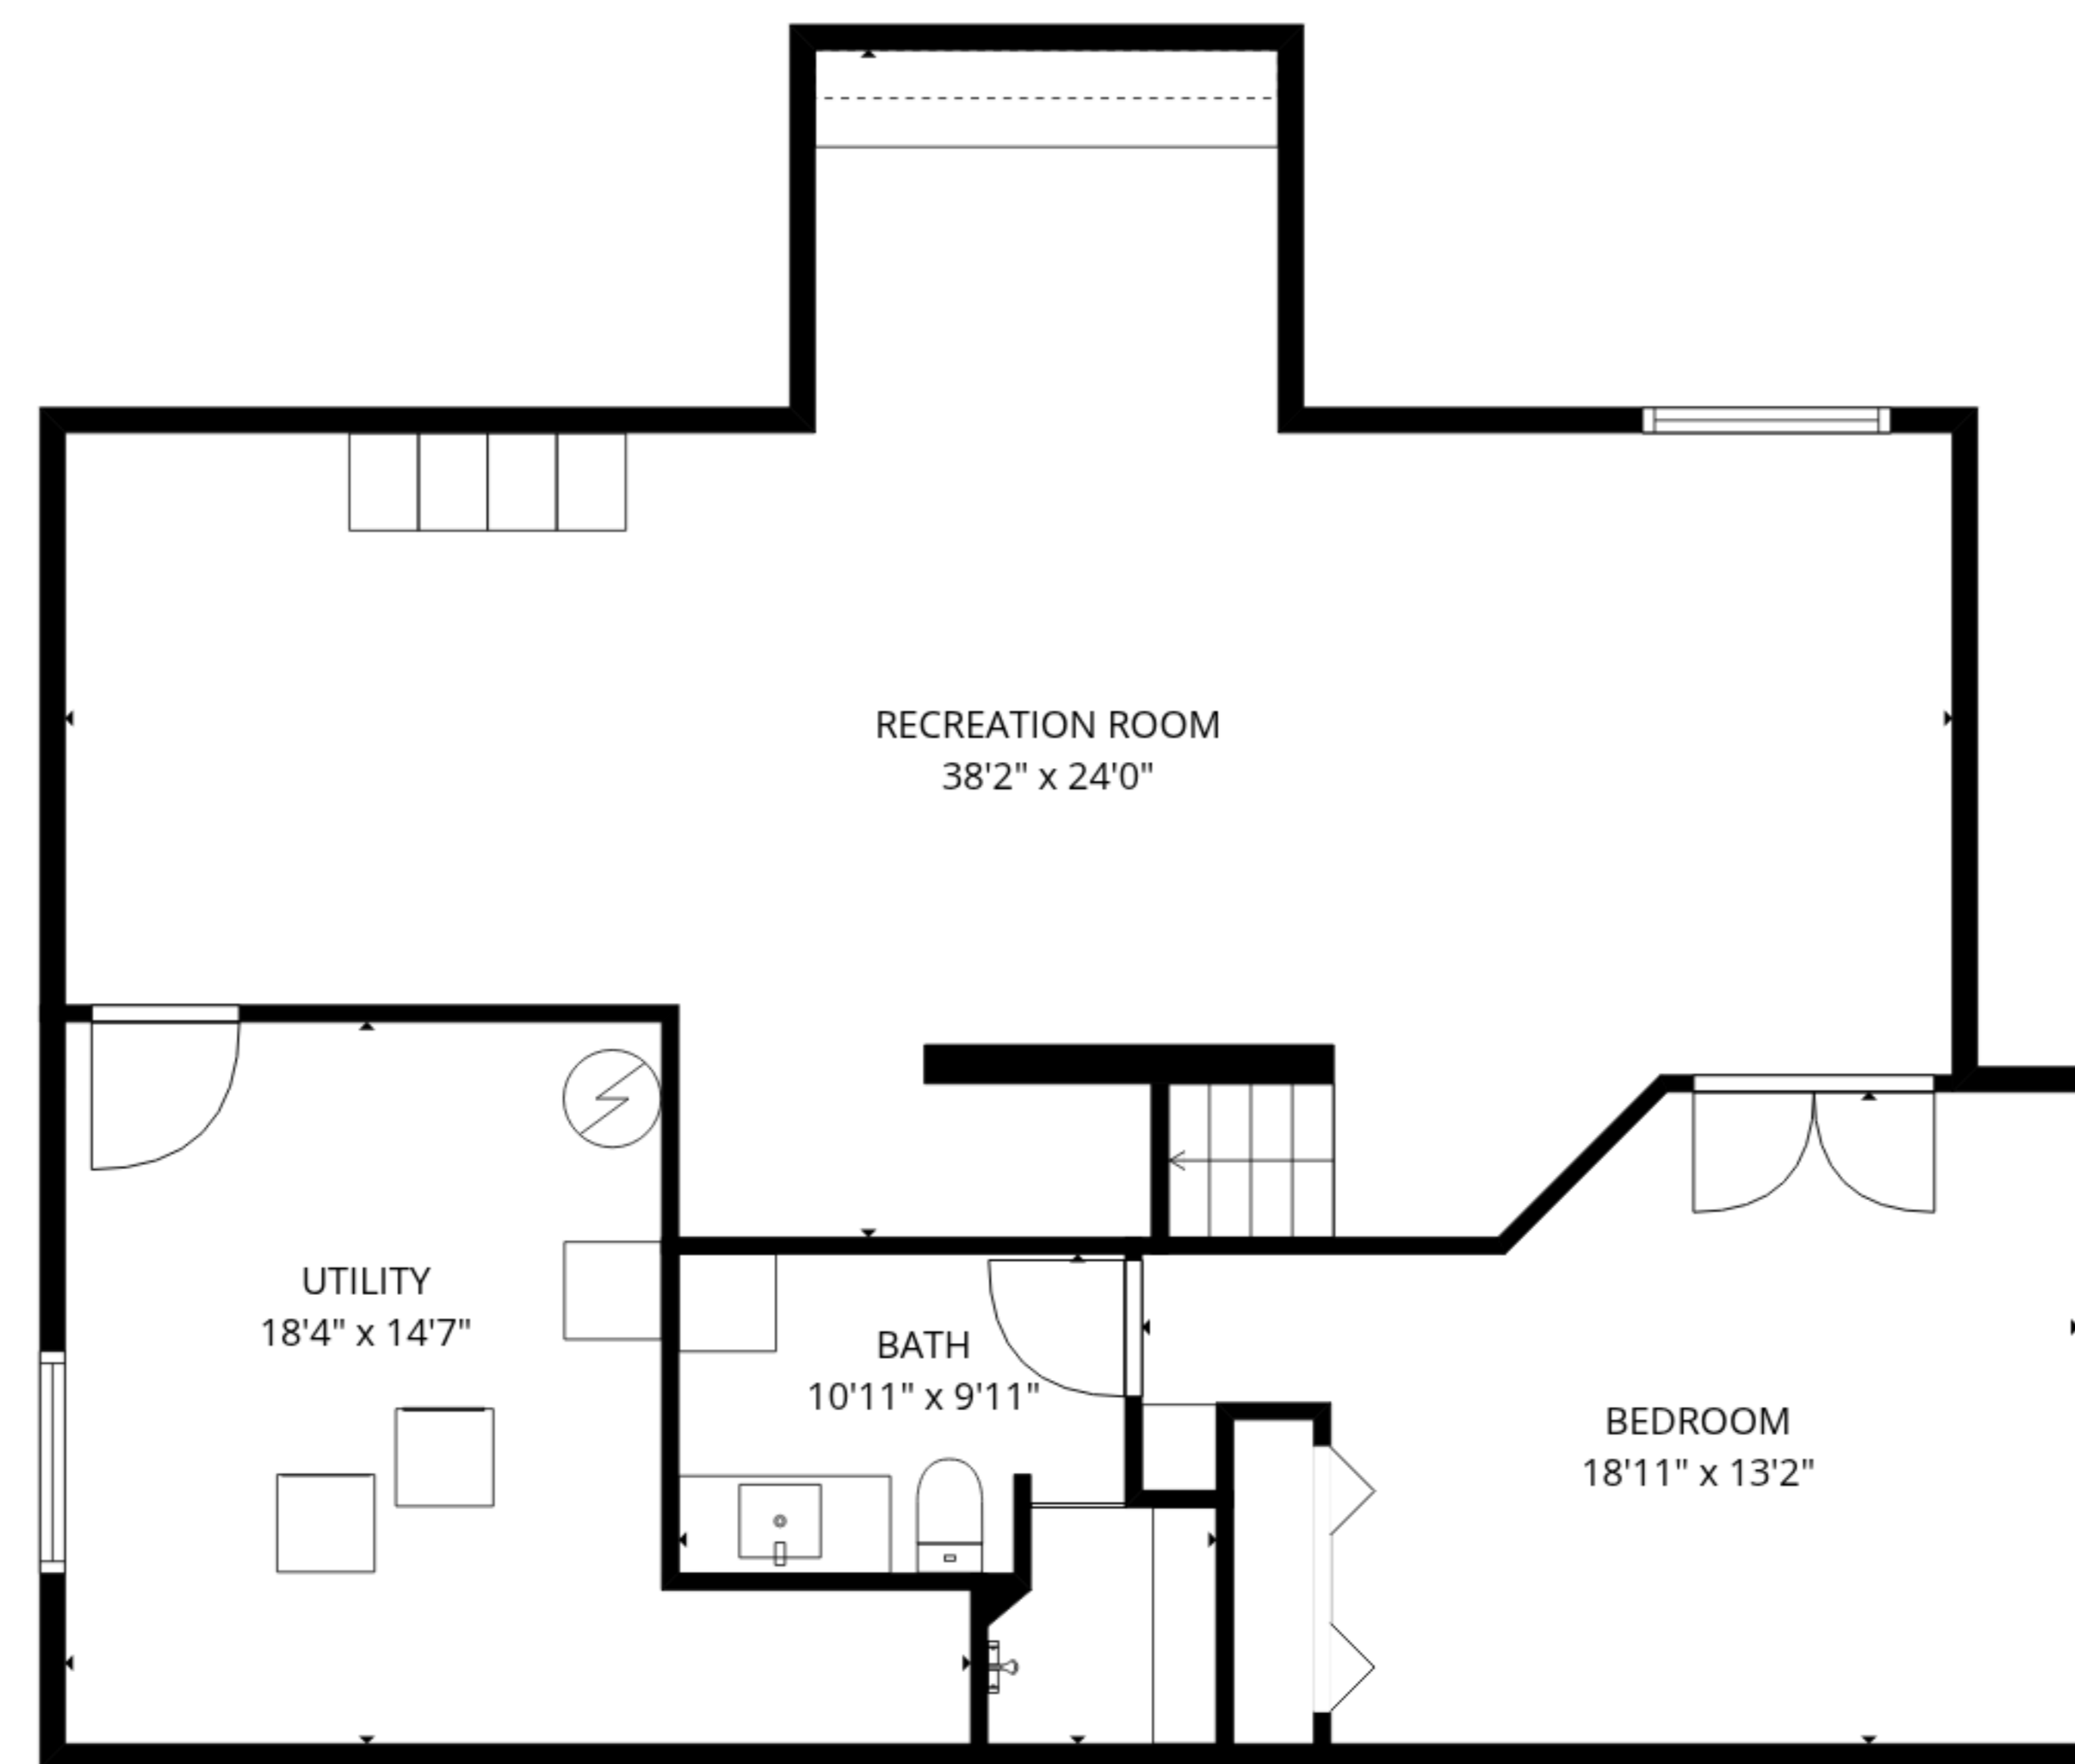 RECREATION ROOM
38'2" x 24'0"
UTILITY
18'4" x 14'7"
BATH
10'11" x 9'11"
BEDROOM
18'11" x 13'2"